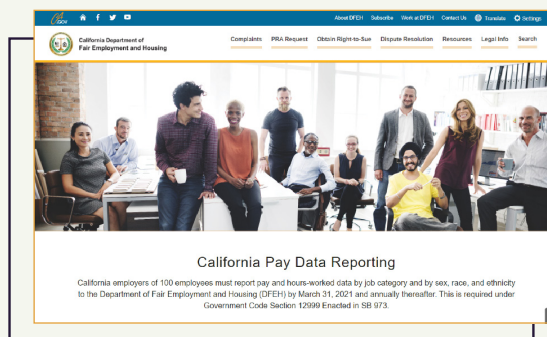 CA
.GOV
About DFEH Subscribe Work at DFEH Contact Us Translate Settings
California Department of
Fair Employment and Housing
Complaints PRA Request Obtain Right-to-Sue Dispute Resolution Resources Legal Info Search
California Pay Data Reporting
California employers of 100 employees must report pay and hours-worked data by job category and by sex, race, and ethnicity
to the Department of Fair Employment and Housing (DFEH) by March 31, 2021 and annually thereafter. This is required under
Government Code Section 12999 Enacted in SB 973.